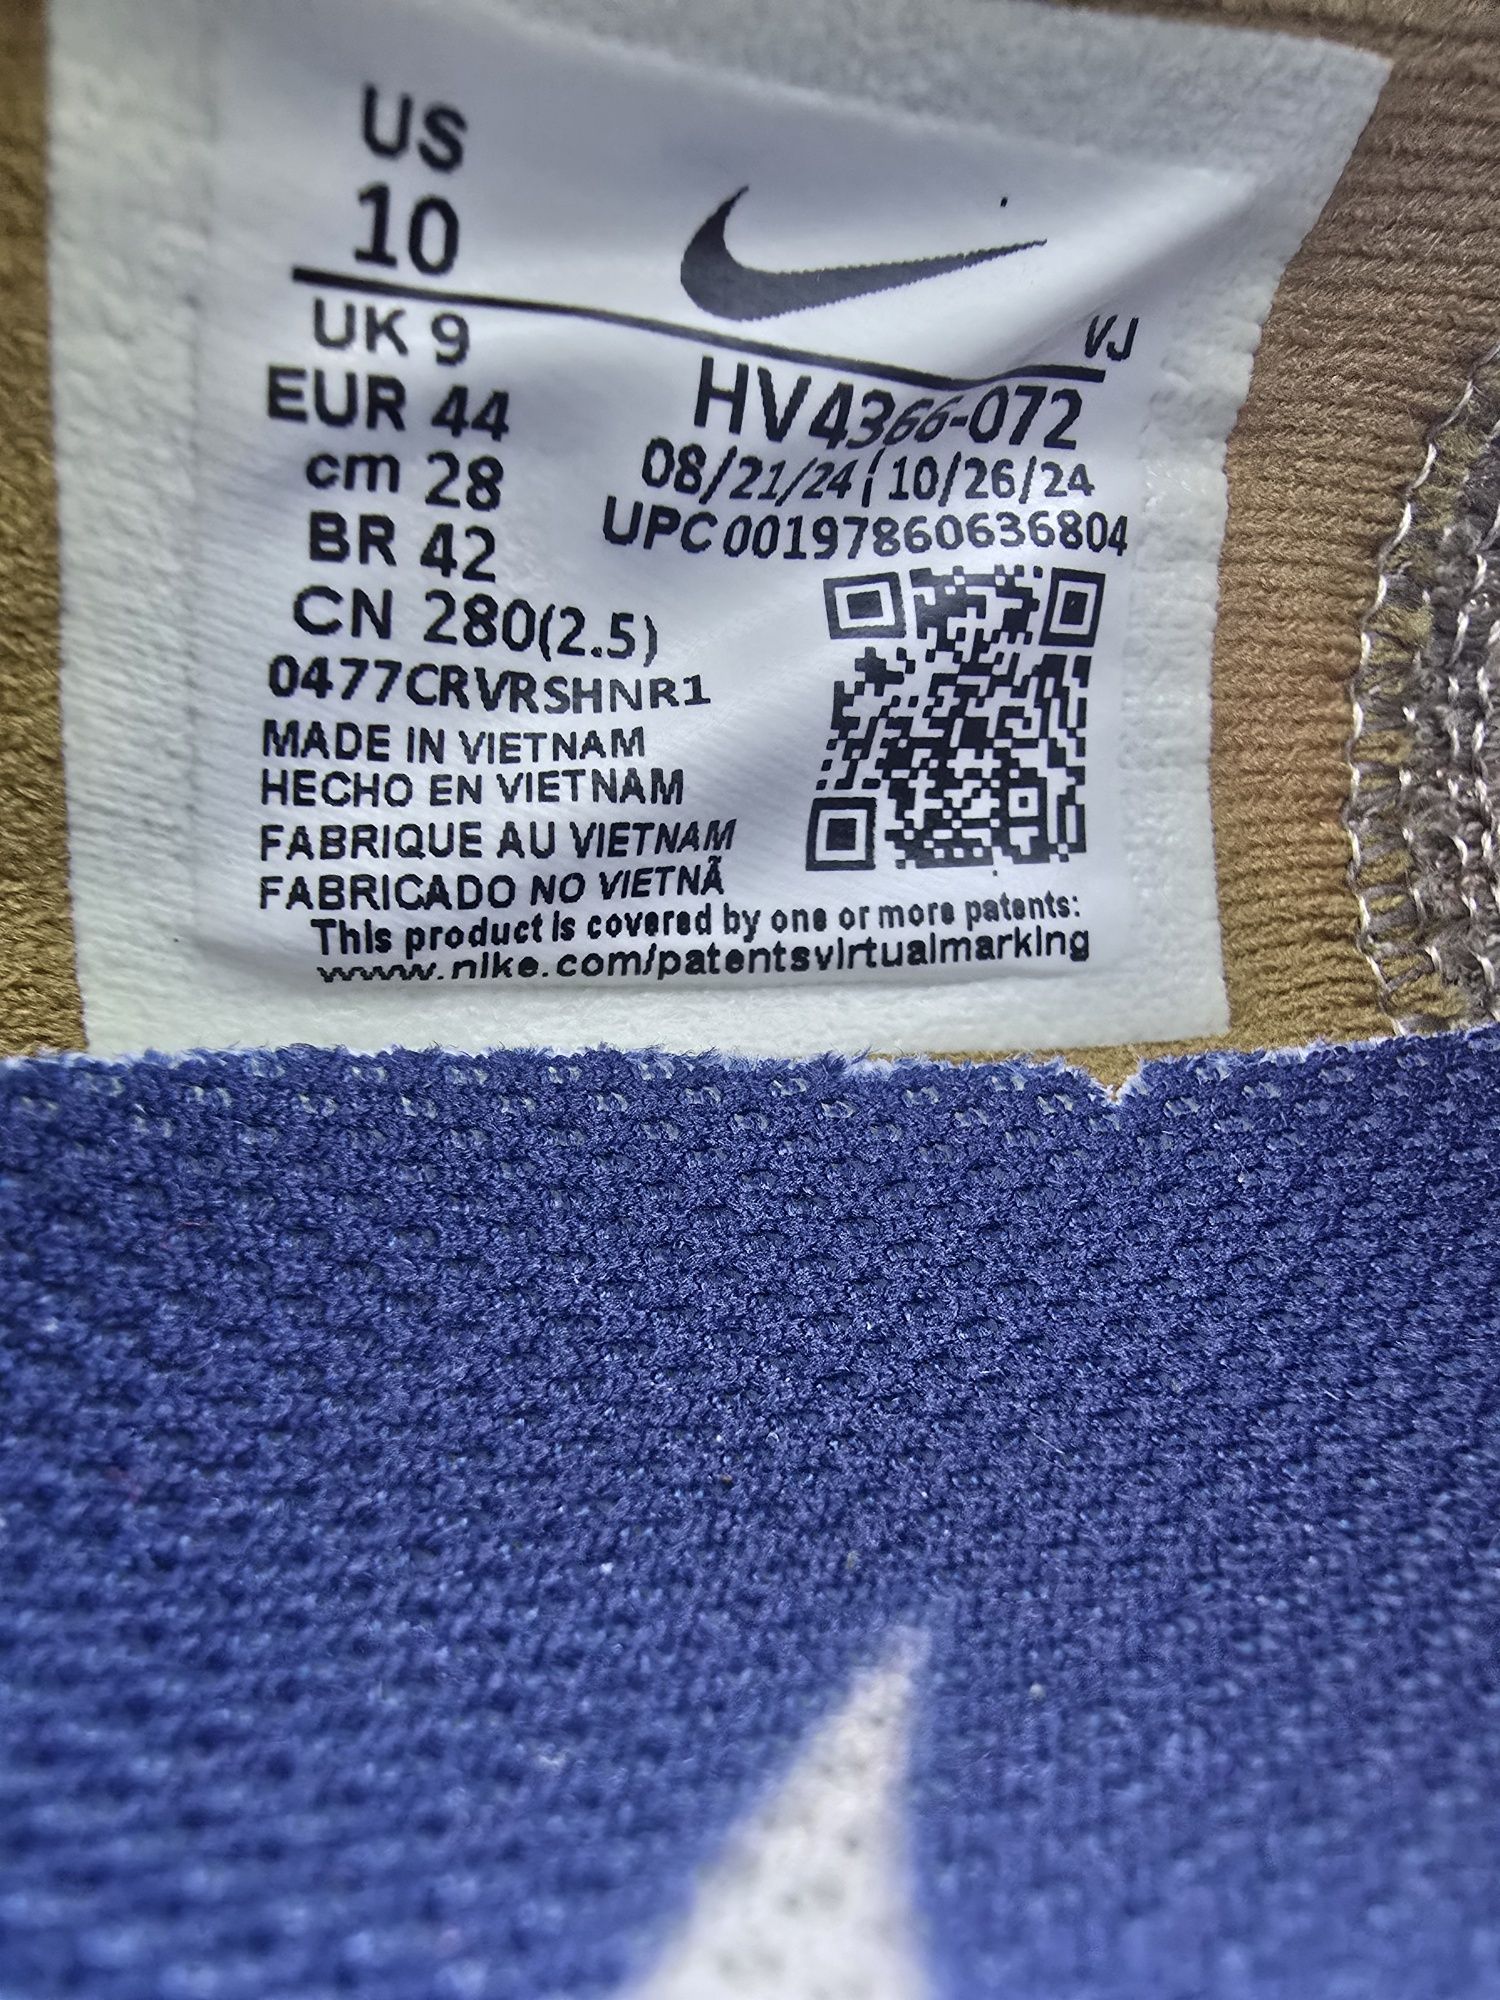 US
10
UK 9
EUR 44
cm 28
BR 42
CN 280(2.5)
0477CRVRSHNR1
MADE IN VIETNAM
HECHO EN VIETNAM
FABRIQUE AU VIETNAM
FABRICADO NO VIETNÃ
VJ
HV4366-072
08/21/24 10/26/24
UPC00197860636804
This product is covered by one or more patents:
www.nike.com/patentsvirtualmarking